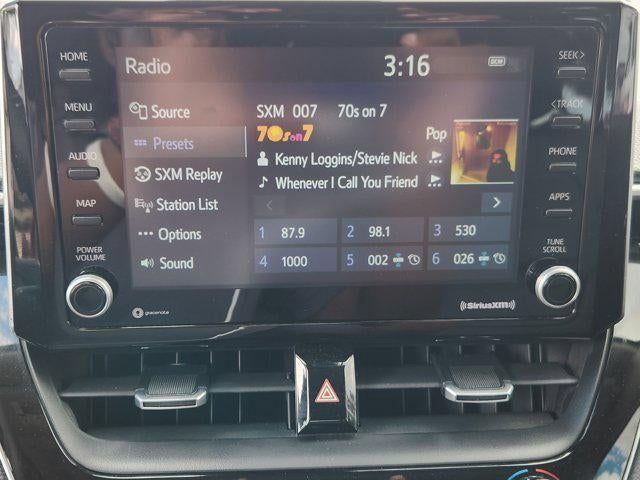 HOME
MENU
AUDIO
MAP
POWER
VOLUME
Radio
3:16
DCM
Source
Presets
SXM Replay
Station List
Options
Sound
SXM 007 70s on 7
70s on 7
Pop
Kenny Loggins/Stevie Nick
Whenever I Call You Friend
1 87.9
2 98.1
3 530
4 1000
5 002
6 026
SEEK>
<TRACK
PHONE
APPS
TUNE
SCROLL
gracenote
((SiriusXM))